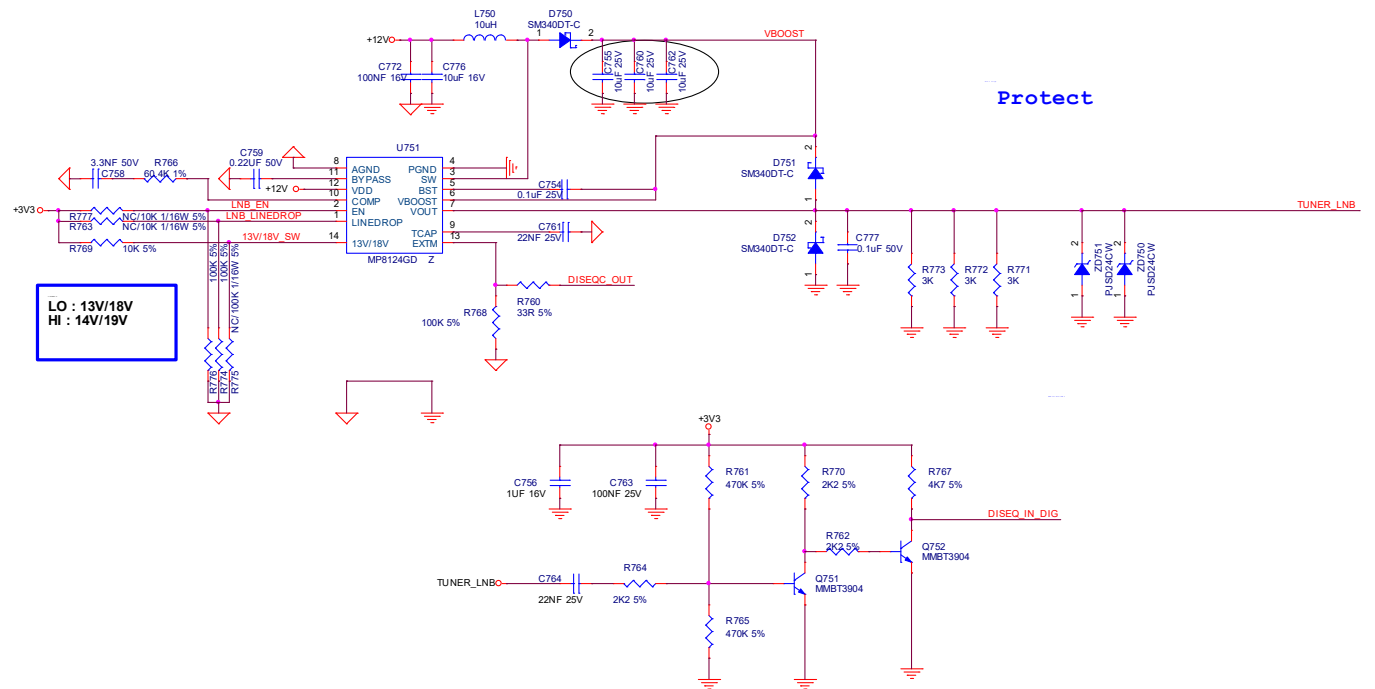 L750
10uH
D750
SM340DT-C
1
2
+12V
VBOOST
C772
100NF 16V
C776
10uF 16V
C755
10uF 25V
C760
10uF 25V
C762
10uF 25V
Protect
U751
3.3NF 50V
C758
R766
60.4K 1%
C759
0.22UF 50V
+12V
8
11
12
10
2
1
14
AGND
BYPASS
VDD
COMP
EN
LINEDROP
13V/18V
PGND
SW
BST
VBOOST
VOUT
TCAP
EXTM
4
3
5
6
7
9
13
MP8124GD
Z
C754
0.1uF 25V
C761
22NF 25V
D751
SM340DT-C
2
1
D752
SM340DT-C
2
1
C777
0.1uF 50V
TUNER_LNB
R773
3K
R772
3K
R771
3K
2
1
ZD751
PJSD24CW
2
1
ZD750
PJSD24CW
+3V3
R777
NC/10K 1/16W 5%
R763
NC/10K 1/16W 5%
R769
10K 5%
LNB_EN
LNB_LINEDROP
13V/18V_SW
100K 5%
100K 5%
NC/100K 1/16W 5%
R776
R774
R775
LO : 13V/18V
HI : 14V/19V
DISEQC_OUT
R760
33R 5%
R768
100K 5%
+3V3
C756
1UF 16V
C763
100NF 25V
R761
470K 5%
R770
2K2 5%
R767
4K7 5%
DISEQ_IN_DIG
R762
2K2 5%
Q752
MMBT3904
TUNER_LNB
C764
22NF 25V
R764
2K2 5%
Q751
MMBT3904
R765
470K 5%